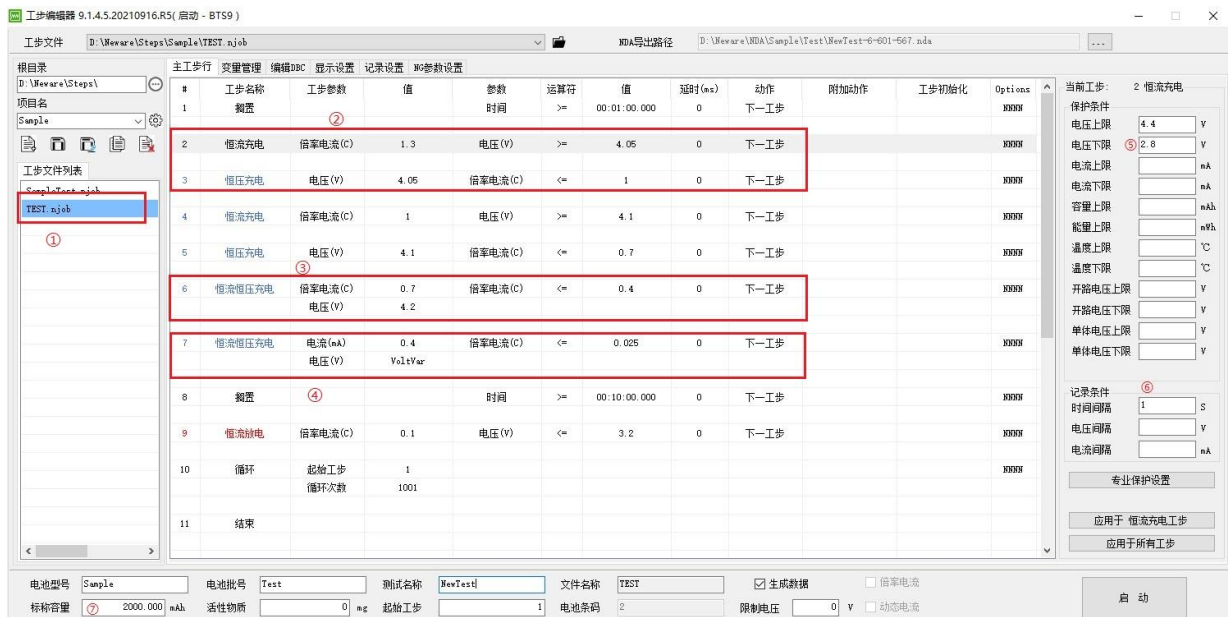 工步编辑器 9.1.4.5.20210916.R5( 启动 - BTS9 )
工步文件 D:\Neware\Steps\Sample\TEST.njob NDA导出路径 D:\Neware\NDA\Sample\Test\NewTest-6-601-567.nda ...
根目录
D:\Neware\Steps\
项目名
Sample
工步文件列表
SampleTest.njob
TEST.njob
①
主工步行 变量管理 编辑DBC 显示设置 记录设置 NG参数设置
# 工步名称 工步参数 值 参数 运算符 值 延时(ms) 动作 附加动作 工步初始化 Options
1 搁置 时间 >= 00:01:00.000 0 下一工步 NNNN
②
2 恒流充电 倍率电流(C) 1.3 电压(V) >= 4.05 0 下一工步 NNNN
3 恒压充电 电压(V) 4.05 倍率电流(C) <= 1 0 下一工步 NNNN
4 恒流充电 倍率电流(C) 1 电压(V) >= 4.1 0 下一工步 NNNN
5 恒压充电 电压(V) 4.1 倍率电流(C) <= 0.7 0 下一工步 NNNN
③
6 恒流恒压充电 倍率电流(C) 0.7 倍率电流(C) <= 0.4 0 下一工步 NNNN
电压(V) 4.2
7 恒流恒压充电 电流(mA) 0.4 倍率电流(C) <= 0.025 0 下一工步 NNNN
电压(V) VoltVar
④
8 搁置 时间 >= 00:10:00.000 0 下一工步 NNNN
9 恒流放电 倍率电流(C) 0.1 电压(V) <= 3.2 0 下一工步 NNNN
10 循环 起始工步 1 NNNN
循环次数 1001
11 结束
当前工步: 2 恒流充电
保护条件
电压上限 4.4 V
电压下限 ⑤ 2.8 V
电流上限 mA
电流下限 mA
容量上限 mAh
能量上限 mWh
温度上限 ℃
温度下限 ℃
开路电压上限 V
开路电压下限 V
单体电压上限 V
单体电压下限 V
记录条件 ⑥
时间间隔 1 S
电压间隔 V
电流间隔 mA
专业保护设置
应用于 恒流充电工步
应用于所有工步
电池型号 Sample 电池批号 Test 测试名称 NewTest 文件名称 TEST 生成数据 倍率电流
标称容量 ⑦ 2000.000 mAh 活性物质 0 mg 起始工步 1 电池条码 2 限制电压 0 V 动态电流
启 动